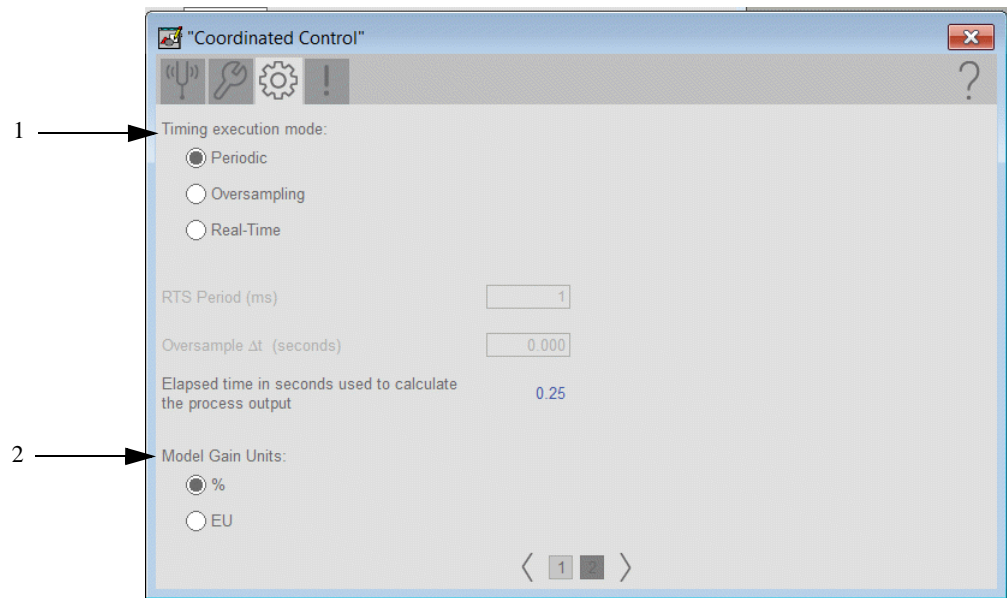 "Coordinated Control"
?
1
Timing execution mode:
Periodic
Oversampling
Real-Time
RTS Period (ms) 1
Oversample Δt (seconds) 0.000
Elapsed time in seconds used to calculate
the process output 0.25
2
Model Gain Units:
%
EU
1 2